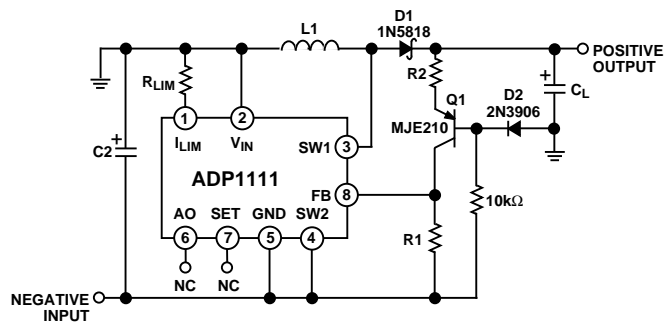 L1
D1
1N5818
POSITIVE
OUTPUT
RLIM
R2
Q1
D2
2N3906
CL
MJE210
1
2
ILIM
VIN
SW1
3
C2
ADP1111
FB
8
10kΩ
AO
SET
GND
SW2
R1
6
7
5
4
NC
NC
NEGATIVE
INPUT